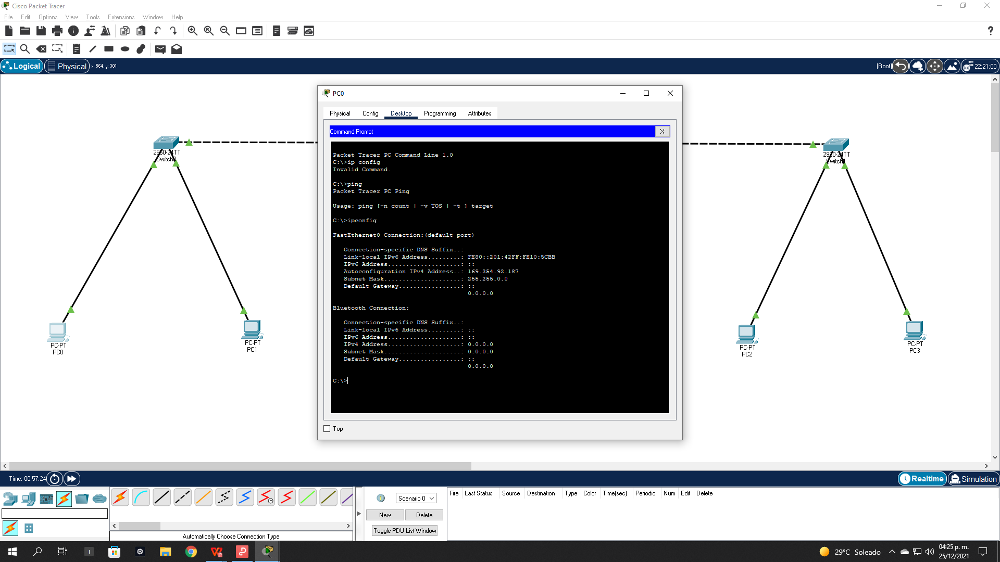 Cisco Packet Tracer
File Edit Options View Tools Extensions Window Help
?
Logical Physical x: 564, y: 301 [Root] 22:21:00
PC0
Physical Config Desktop Programming Attributes
Command Prompt X
Packet Tracer PC Command Line 1.0
C:\>ip config
Invalid Command.
C:\>ping
Packet Tracer PC Ping
Usage: ping [-n count | -v TOS | -t ] target
C:\>ipconfig
FastEthernet0 Connection:(default port)
Connection-specific DNS Suffix..:
Link-local IPv6 Address.........: FE80::201:42FF:FE10:5CBB
IPv6 Address....................: ::
Autoconfiguration IPv4 Address..: 169.254.92.187
Subnet Mask.....................: 255.255.0.0
Default Gateway.................: ::
0.0.0.0
Bluetooth Connection:
Connection-specific DNS Suffix..:
Link-local IPv6 Address.........: ::
IPv6 Address....................: ::
IPv4 Address....................: 0.0.0.0
Subnet Mask.....................: 0.0.0.0
Default Gateway.................: ::
0.0.0.0
C:\>
Top
2960-24TT
Switch0
2960-24TT
Switch1
PC-PT
PC0
PC-PT
PC1
PC-PT
PC2
PC-PT
PC3
Time: 00:57:24 Realtime Simulation
Scenario 0
New Delete
Toggle PDU List Window
Fire Last Status Source Destination Type Color Time(sec) Periodic Num Edit Delete
Automatically Choose Connection Type
29°C Soleado
04:25 p. m.
25/12/2021